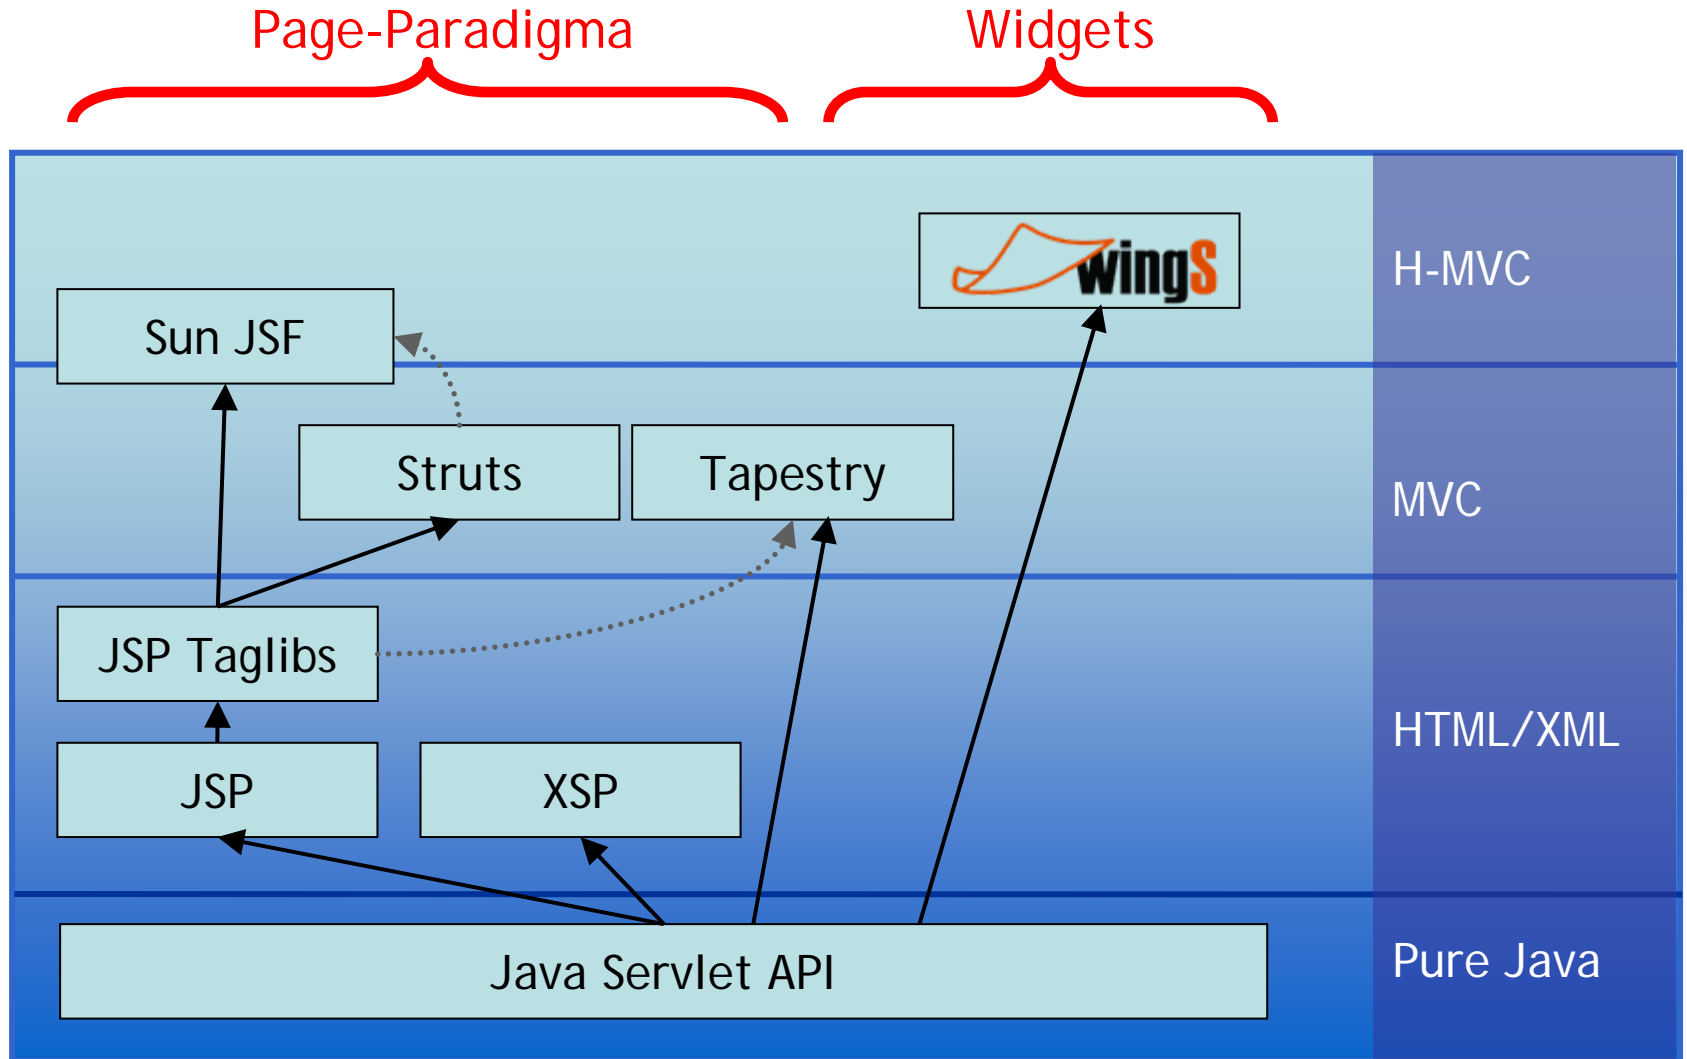 Page-Paradigma
Widgets
wingS
H-MVC
Sun JSF
Struts
Tapestry
MVC
JSP Taglibs
HTML/XML
JSP
XSP
Java Servlet API
Pure Java